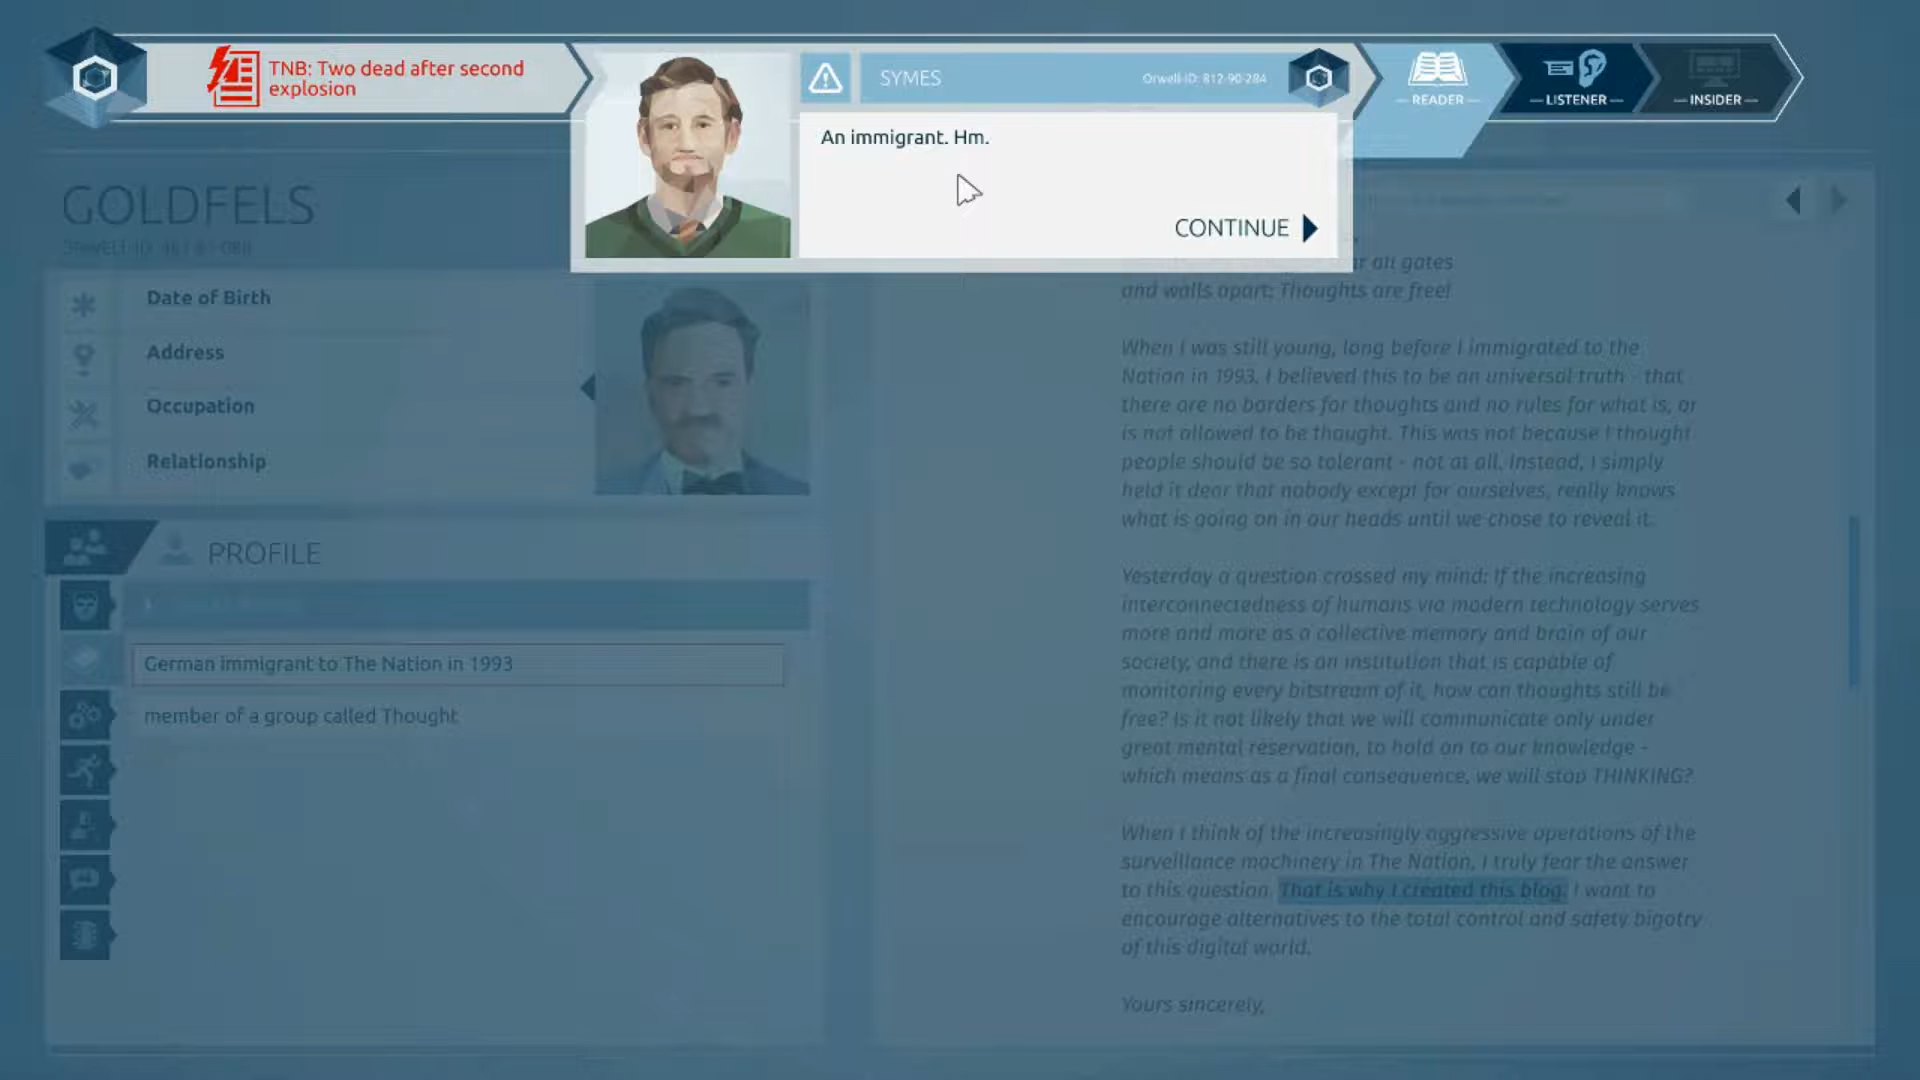 TNB: Two dead after second
explosion
SYMES
Orwell-ID: 812-90-284
An immigrant. Hm.
CONTINUE
READER
LISTENER
INSIDER
GOLDFELS
Date of Birth
Address
Occupation
Relationship
PROFILE
German immigrant to The Nation in 1993
member of a group called Thought
all gates
and walls apart: Thoughts are free!
When I was still young, long before I immigrated to the
Nation in 1993, I believed this to be an universal truth - that
there are no borders for thoughts and no rules for what is, or
is not allowed to be thought. This was not because I thought
people should be so tolerant - not at all. Instead, I simply
held it dear that nobody except for ourselves, really knows
what is going on in our heads until we chose to reveal it.
Yesterday a question crossed my mind: If the increasing
interconnectedness of humans via modern technology serves
more and more as a collective memory and brain of our
society, and there is an institution that is capable of
monitoring every bitstream of it, how can thoughts still be
free? Is it not likely that we will communicate only under
great mental reservation, to hold on to our knowledge -
which means as a final consequence, we will stop THINKING?
When I think of the increasingly aggressive operations of the
surveillance machinery in The Nation, I truly fear the answer
to this question. That is why I created this blog. I want to
encourage alternatives to the total control and safety bigotry
of this digital world.
Yours sincerely,